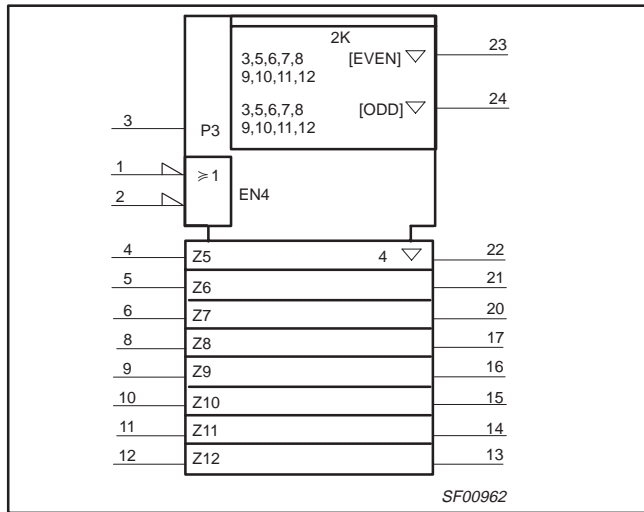 2K
3,5,6,7,8 [EVEN] 23
9,10,11,12
3,5,6,7,8 [ODD] 24
9,10,11,12
3 P3
1 ≥1
2 EN4
4 Z5 4 22
5 Z6 21
6 Z7 20
8 Z8 17
9 Z9 16
10 Z10 15
11 Z11 14
12 Z12 13
SF00962